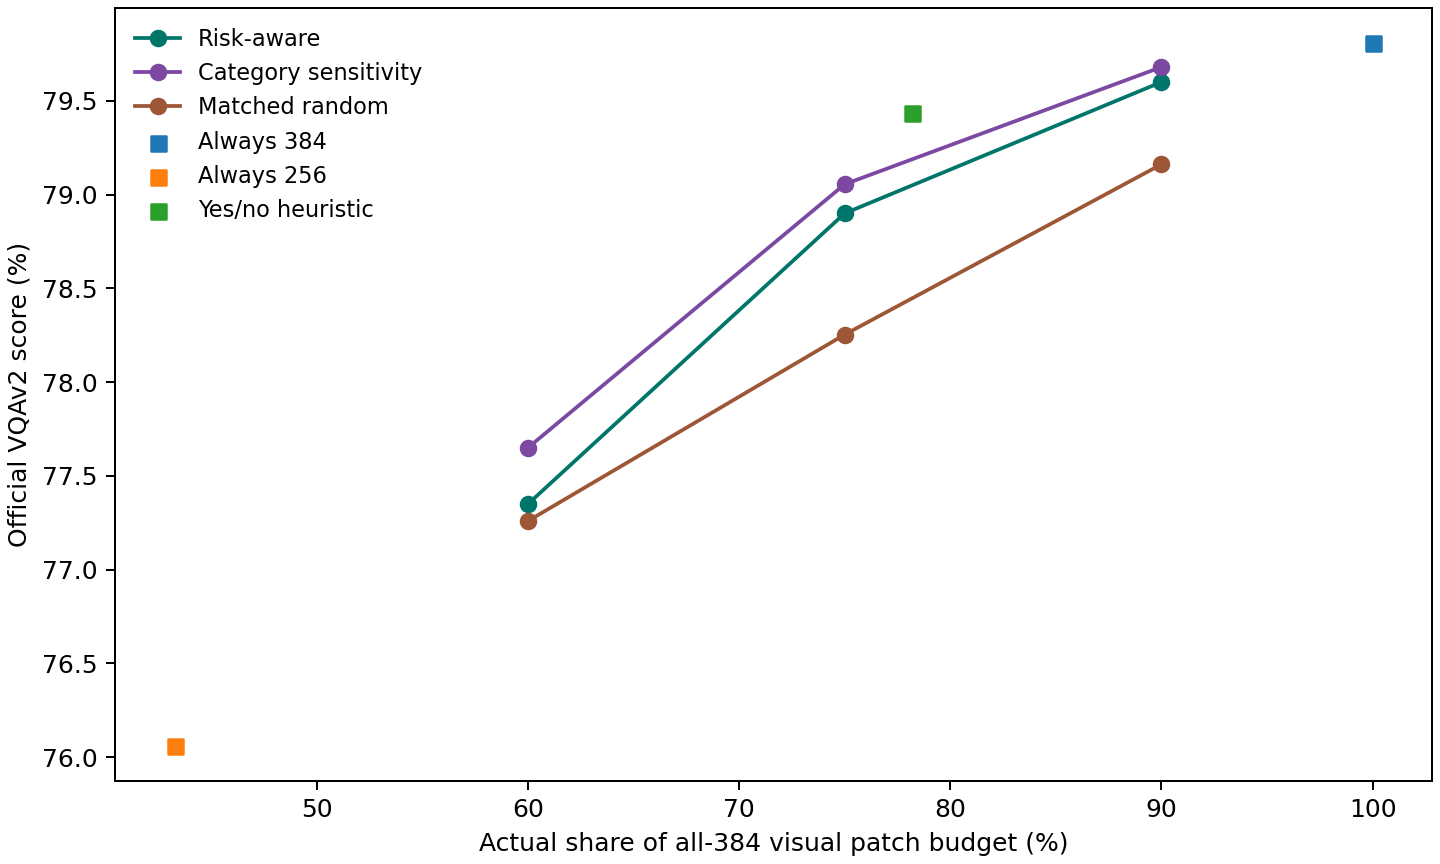 Risk-aware
Category sensitivity
Matched random
Always 384
Always 256
Yes/no heuristic
Official VQAv2 score (%)
79.5
79.0
78.5
78.0
77.5
77.0
76.5
76.0
50 60 70 80 90 100
Actual share of all-384 visual patch budget (%)